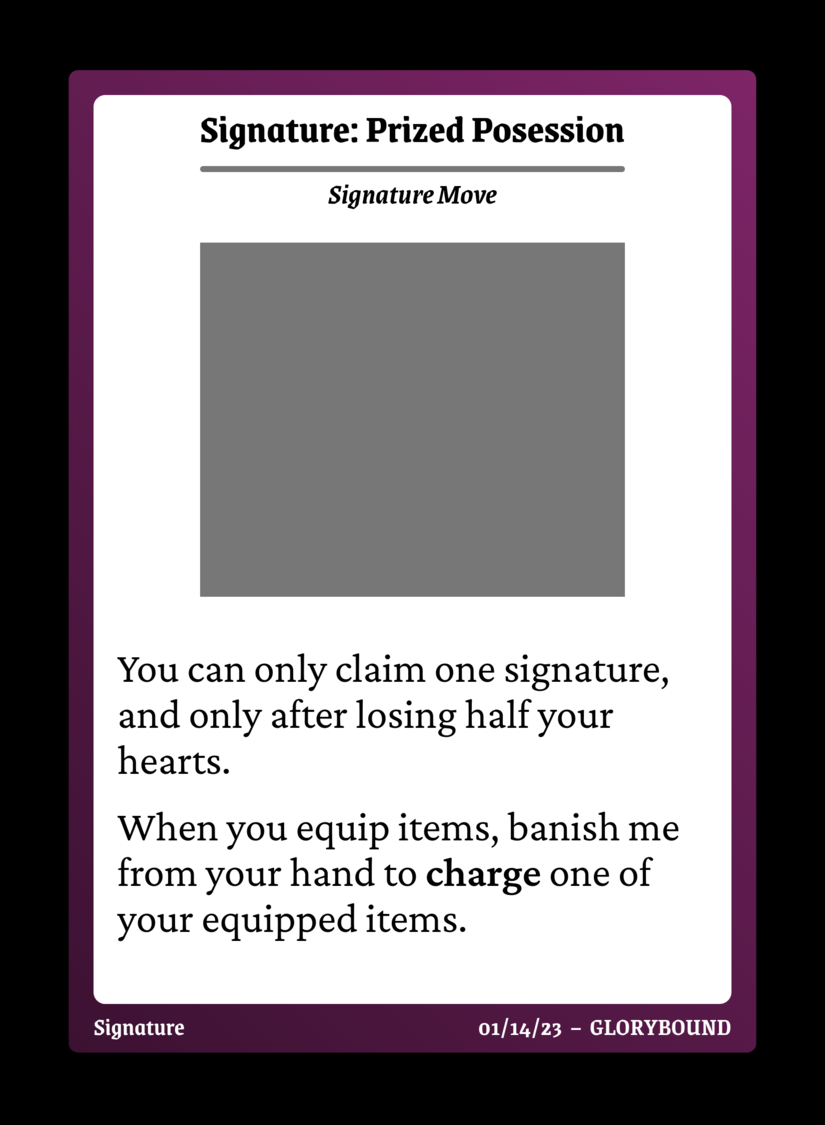 Signature: Prized Posession
Signature Move
You can only claim one signature,
and only after losing half your
hearts.
When you equip items, banish me
from your hand to charge one of
your equipped items.
Signature
01/14/23 – GLORYBOUND